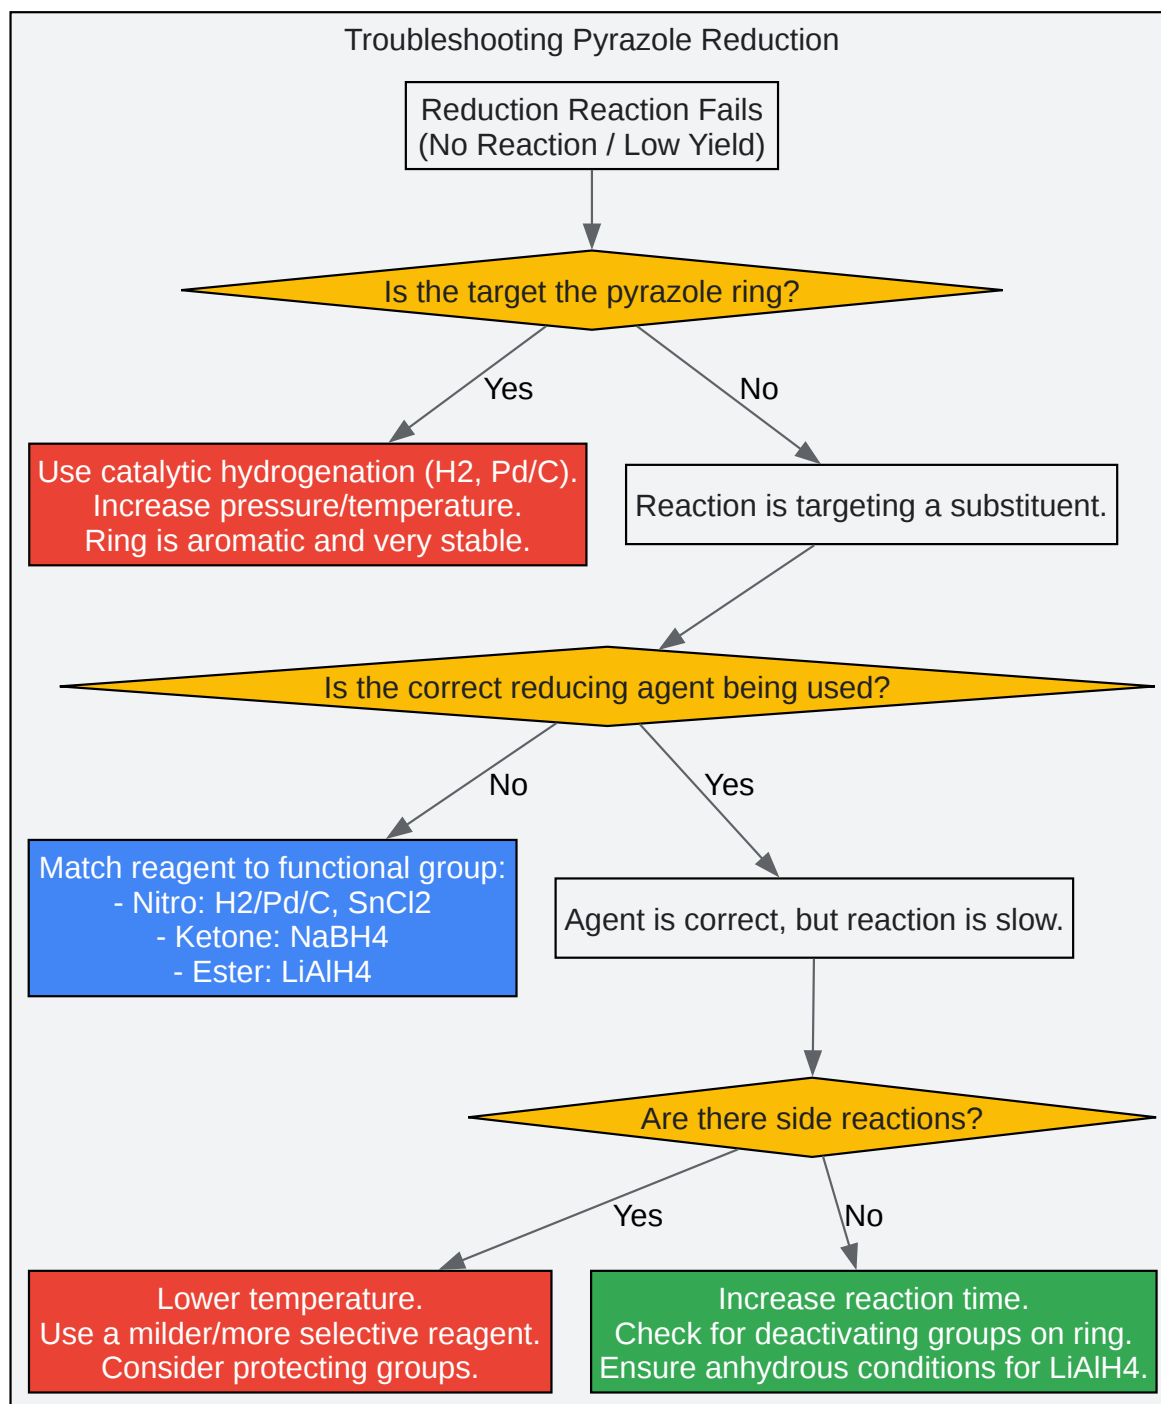 Troubleshooting Pyrazole Reduction
Reduction Reaction Fails
(No Reaction / Low Yield)
Is the target the pyrazole ring?
Yes
No
Use catalytic hydrogenation (H2, Pd/C).
Increase pressure/temperature.
Ring is aromatic and very stable.
Reaction is targeting a substituent.
Is the correct reducing agent being used?
No
Yes
Match reagent to functional group:
- Nitro: H2/Pd/C, SnCl2
- Ketone: NaBH4
- Ester: LiAlH4
Agent is correct, but reaction is slow.
Are there side reactions?
Yes
No
Lower temperature.
Use a milder/more selective reagent.
Consider protecting groups.
Increase reaction time.
Check for deactivating groups on ring.
Ensure anhydrous conditions for LiAlH4.